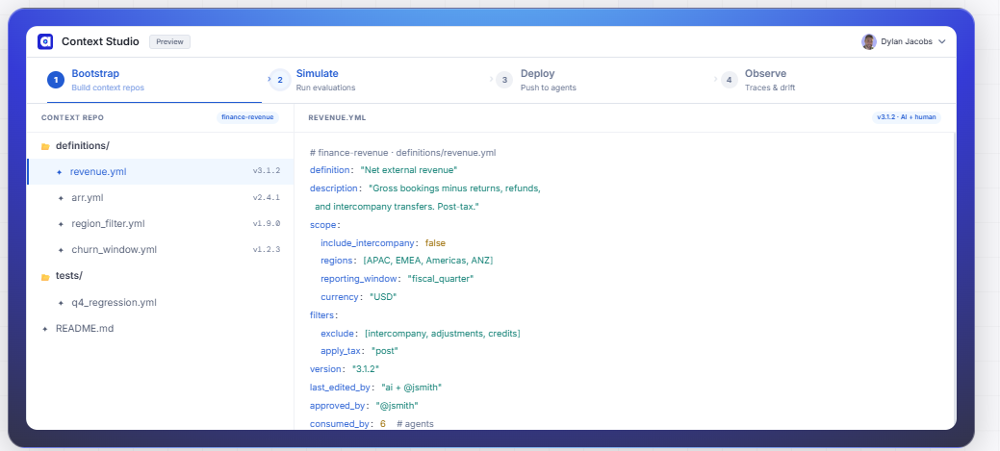 Context Studio Preview Dylan Jacobs
1 Bootstrap
Build context repos
2 Simulate
Run evaluations
3 Deploy
Push to agents
4 Observe
Traces & drift
CONTEXT REPO finance-revenue
definitions/
revenue.yml v3.1.2
arr.yml v2.4.1
region_filter.yml v1.9.0
churn_window.yml v1.2.3
tests/
q4_regression.yml
README.md
REVENUE.YML v3.1.2 · AI + human
# finance-revenue · definitions/revenue.yml
definition: "Net external revenue"
description: "Gross bookings minus returns, refunds,
and intercompany transfers. Post-tax."
scope:
include_intercompany: false
regions: [APAC, EMEA, Americas, ANZ]
reporting_window: "fiscal_quarter"
currency: "USD"
filters:
exclude: [intercompany, adjustments, credits]
apply_tax: "post"
version: "3.1.2"
last_edited_by: "ai + @jsmith"
approved_by: "@jsmith"
consumed_by: 6 # agents